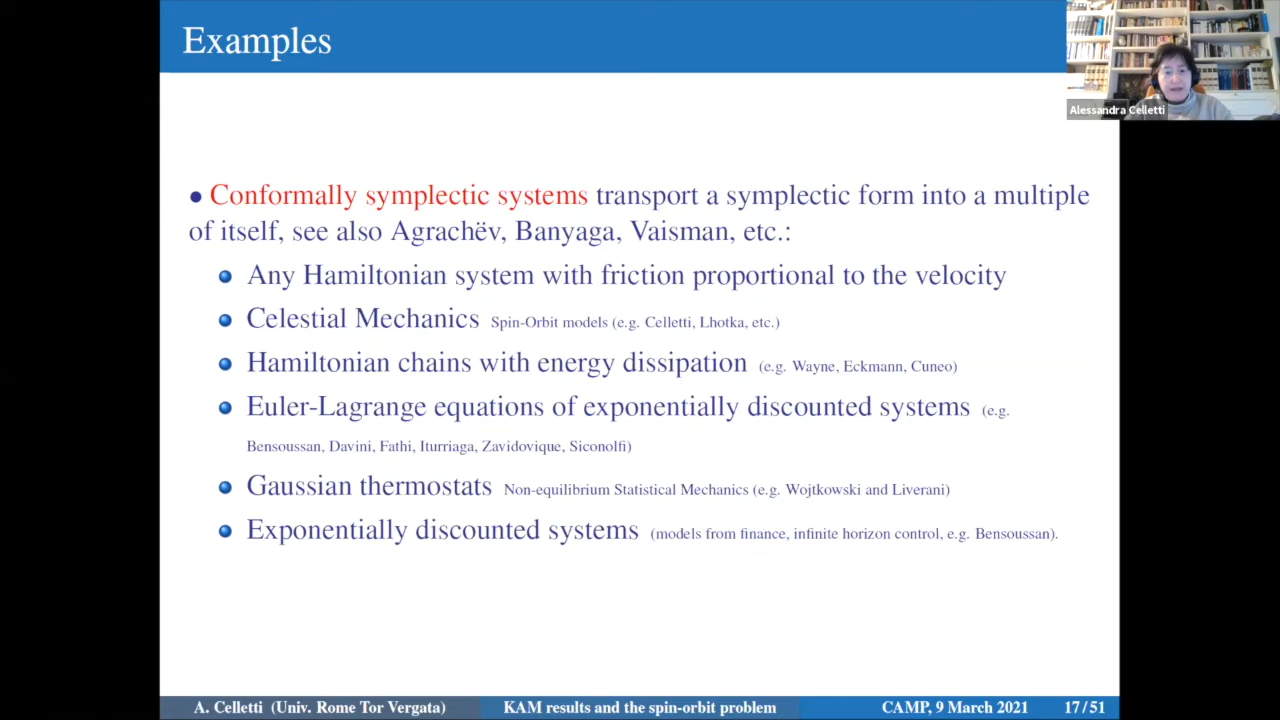 Examples
Alessandra Celletti
• Conformally symplectic systems transport a symplectic form into a multiple
of itself, see also Agrachëv, Banyaga, Vaisman, etc.:
Any Hamiltonian system with friction proportional to the velocity
Celestial Mechanics Spin-Orbit models (e.g. Celletti, Lhotka, etc.)
Hamiltonian chains with energy dissipation (e.g. Wayne, Eckmann, Cuneo)
Euler-Lagrange equations of exponentially discounted systems (e.g.
Bensoussan, Davini, Fathi, Iturriaga, Zavidovique, Siconolfi)
Gaussian thermostats Non-equilibrium Statistical Mechanics (e.g. Wojtkowski and Liverani)
Exponentially discounted systems (models from finance, infinite horizon control, e.g. Bensoussan).
A. Celletti (Univ. Rome Tor Vergata) KAM results and the spin-orbit problem CAMP, 9 March 2021 17/51